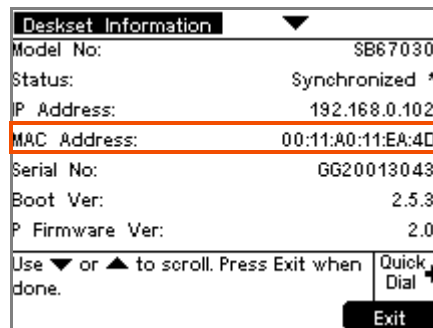 Deskset Information
Model No: SB67030
Status: Synchronized *
IP Address: 192.168.0.102
MAC Address: 00:11:A0:11:EA:4D
Serial No: GG20013043
Boot Ver: 2.5.3
P Firmware Ver: 2.0
Use ▼ or ▲ to scroll. Press Exit when done.
Quick Dial
Exit